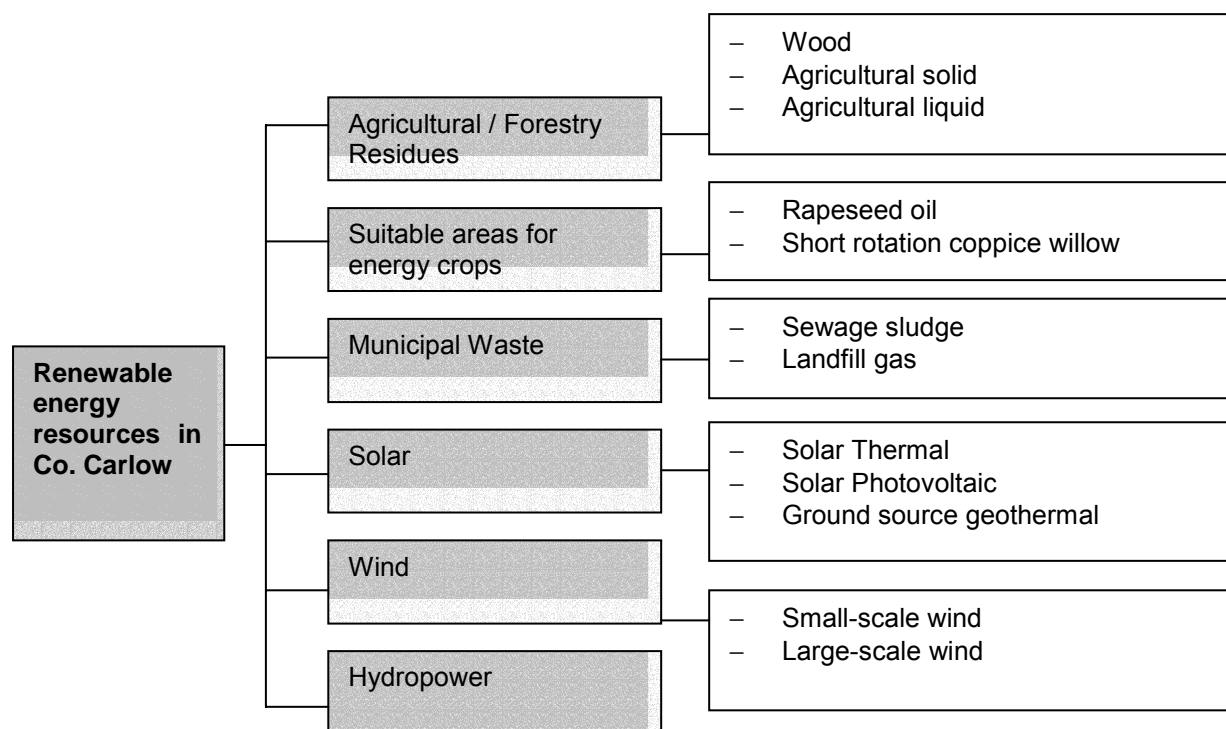 Renewable
energy
resources in
Co. Carlow
Agricultural / Forestry
Residues
– Wood
– Agricultural solid
– Agricultural liquid
Suitable areas for
energy crops
– Rapeseed oil
– Short rotation coppice willow
Municipal Waste
– Sewage sludge
– Landfill gas
Solar
– Solar Thermal
– Solar Photovoltaic
– Ground source geothermal
Wind
– Small-scale wind
– Large-scale wind
Hydropower